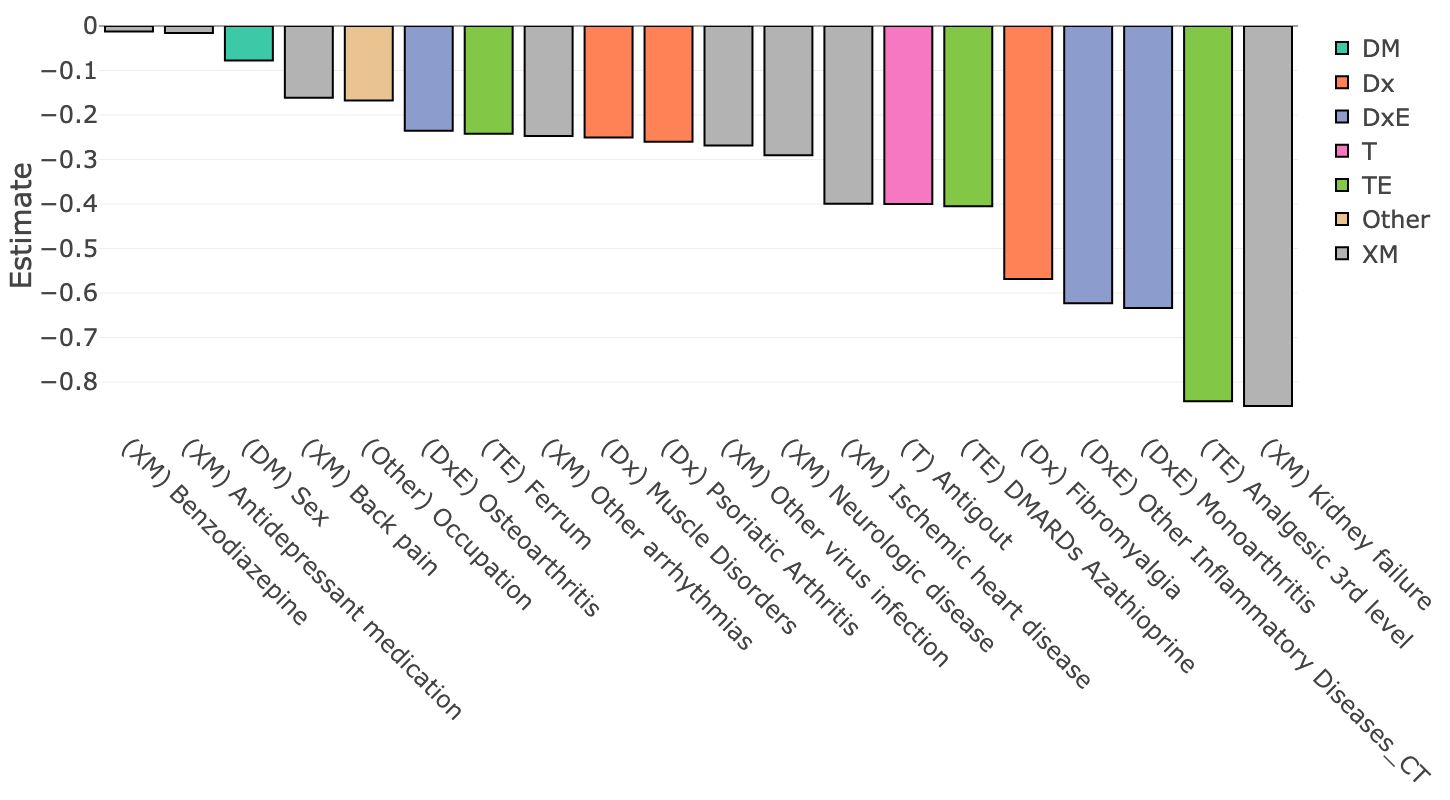 0
−0.1
−0.2
−0.3
−0.4
−0.5
−0.6
−0.7
−0.8
Estimate
(XM) Benzodiazepine
(XM) Antidepressant medication
(DM) Sex
(XM) Back pain
(Other) Occupation
(DxE) Osteoarthritis
(TE) Ferrum
(XM) Other arrhythmias
(Dx) Muscle Disorders
(Dx) Psoriatic Arthritis
(XM) Other virus infection
(XM) Neurologic disease
(XM) Ischemic heart disease
(T) Antigout
(TE) DMARDs Azathioprine
(Dx) Fibromyalgia
(DxE) Other Inflammatory Diseases_CT
(DxE) Monoarthritis
(TE) Analgesic 3rd level
(XM) Kidney failure
DM
Dx
DxE
T
TE
Other
XM